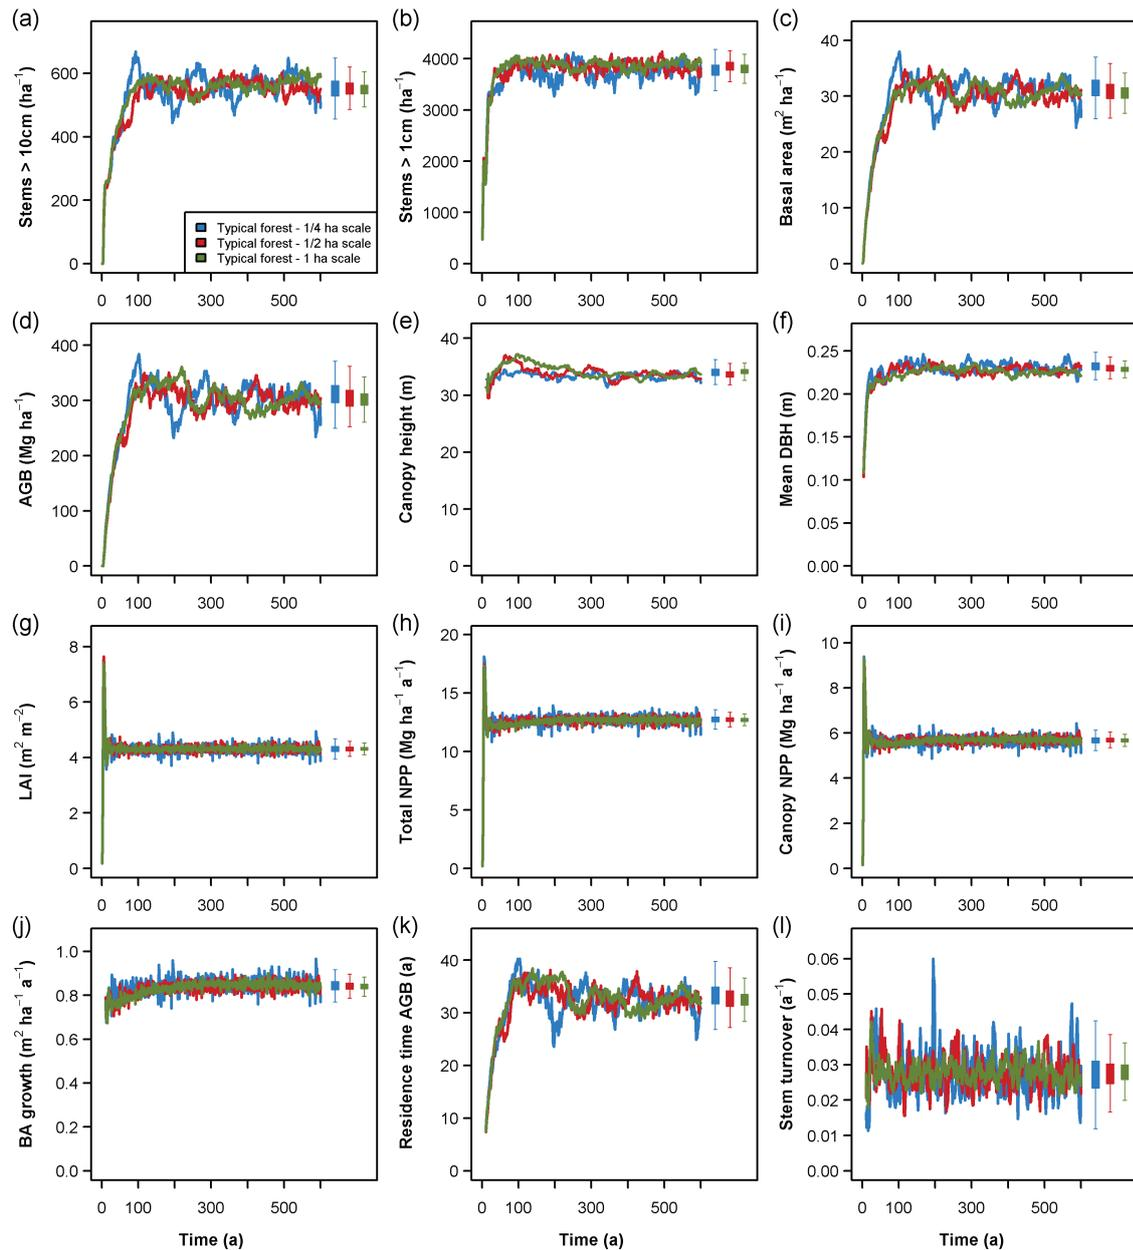 (a)
Stems > 10cm (ha⁻¹)
600
400
200
0
Typical forest - 1/4 ha scale
Typical forest - 1/2 ha scale
Typical forest - 1 ha scale
0 100 300 500
(b)
Stems > 1cm (ha⁻¹)
4000
3000
2000
1000
0
0 100 300 500
(c)
Basal area (m² ha⁻¹)
40
30
20
10
0
0 100 300 500
(d)
AGB (Mg ha⁻¹)
400
300
200
100
0
0 100 300 500
(e)
Canopy height (m)
40
30
20
10
0
0 100 300 500
(f)
Mean DBH (m)
0.25
0.20
0.15
0.10
0.05
0.00
0 100 300 500
(g)
LAI (m² m⁻²)
8
6
4
2
0
0 100 300 500
(h)
Total NPP (Mg ha⁻¹ a⁻¹)
20
15
10
5
0
0 100 300 500
(i)
Canopy NPP (Mg ha⁻¹ a⁻¹)
10
8
6
4
2
0
0 100 300 500
(j)
BA growth (m² ha⁻¹ a⁻¹)
1.0
0.8
0.6
0.4
0.2
0.0
0 100 300 500
Time (a)
(k)
Residence time AGB (a)
40
30
20
10
0
0 100 300 500
Time (a)
(l)
Stem turnover (a⁻¹)
0.06
0.05
0.04
0.03
0.02
0.01
0.00
0 100 300 500
Time (a)